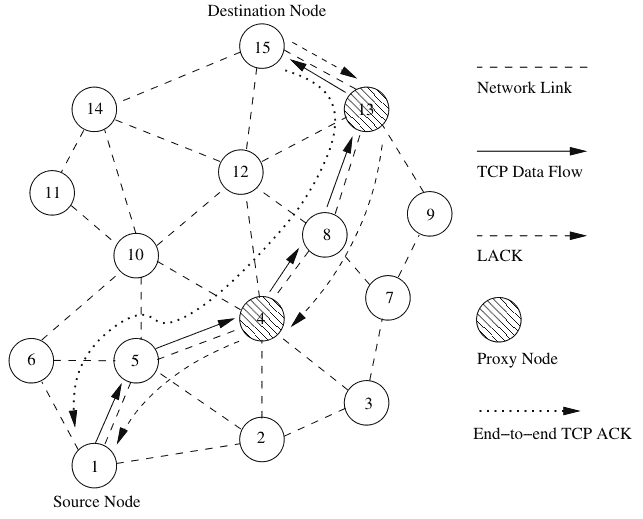 Destination Node
15
13
14
12
11
9
8
10
7
4
6
5
3
2
1
Source Node
Network Link
TCP Data Flow
LACK
Proxy Node
End−to−end TCP ACK